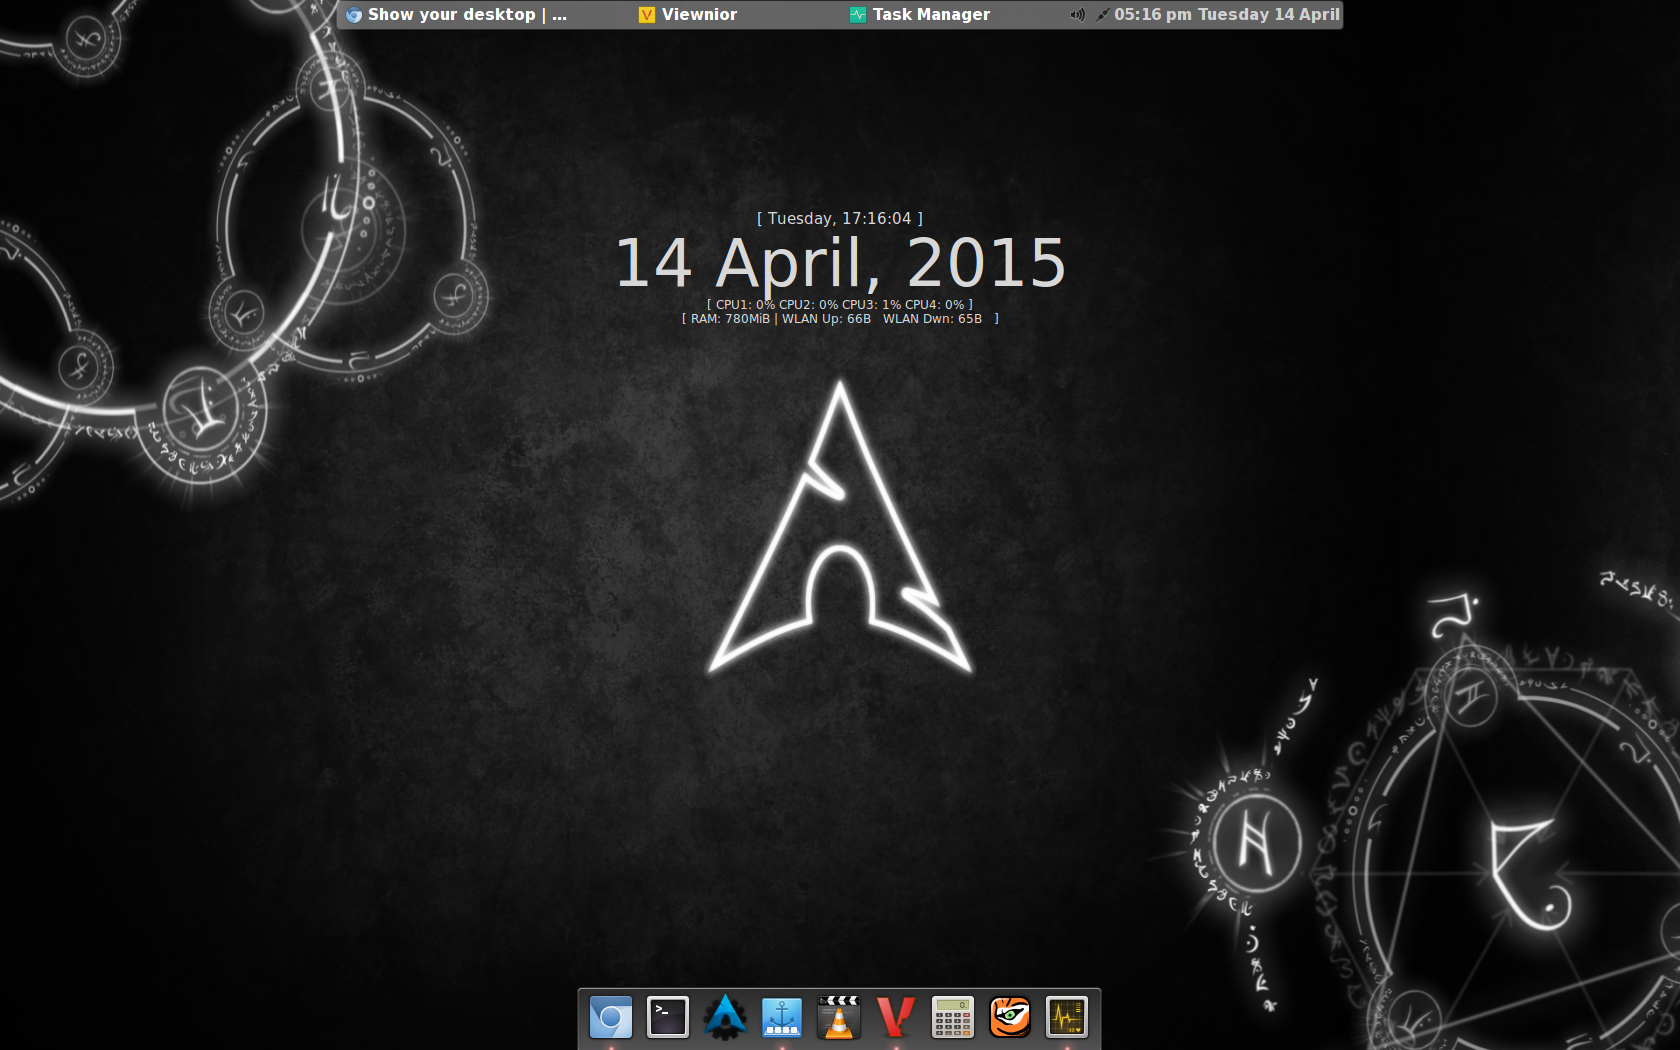 Show your desktop | ...
Viewnior
Task Manager
05:16 pm Tuesday 14 April
[ Tuesday, 17:16:04 ]
14 April, 2015
[ CPU1: 0% CPU2: 0% CPU3: 1% CPU4: 0% ]
[ RAM: 780MiB | WLAN Up: 66B WLAN Dwn: 65B ]
>_
0.